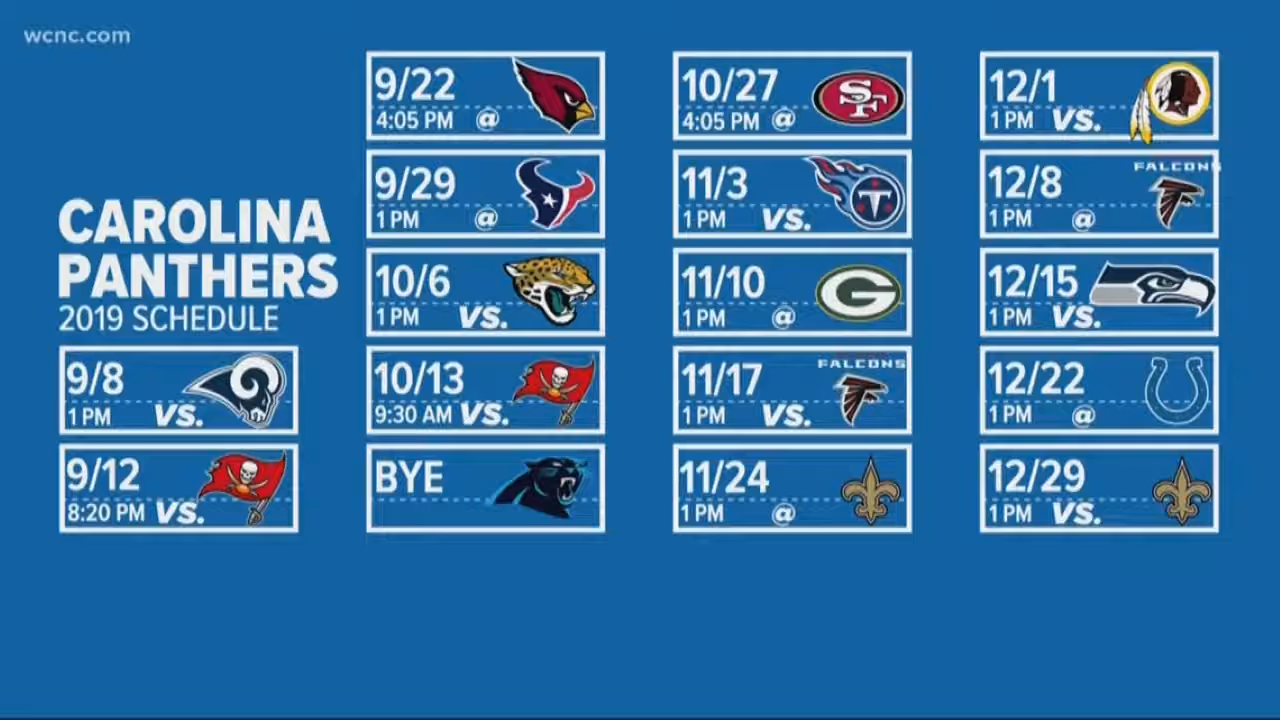 wcnc.com
CAROLINA
PANTHERS
2019 SCHEDULE
9/8
1 PM VS.
9/12
8:20 PM VS.
9/22
4:05 PM @
9/29
1 PM @
T
10/6
1 PM VS.
10/13
9:30 AM VS.
BYE
10/27
4:05 PM @
SF
11/3
1 PM VS.
T
11/10
1 PM @
G
11/17
1 PM VS.
FALCONS
11/24
1 PM @
12/1
1 PM VS.
12/8
1 PM @
FALCONS
12/15
1 PM VS.
12/22
1 PM @
12/29
1 PM VS.